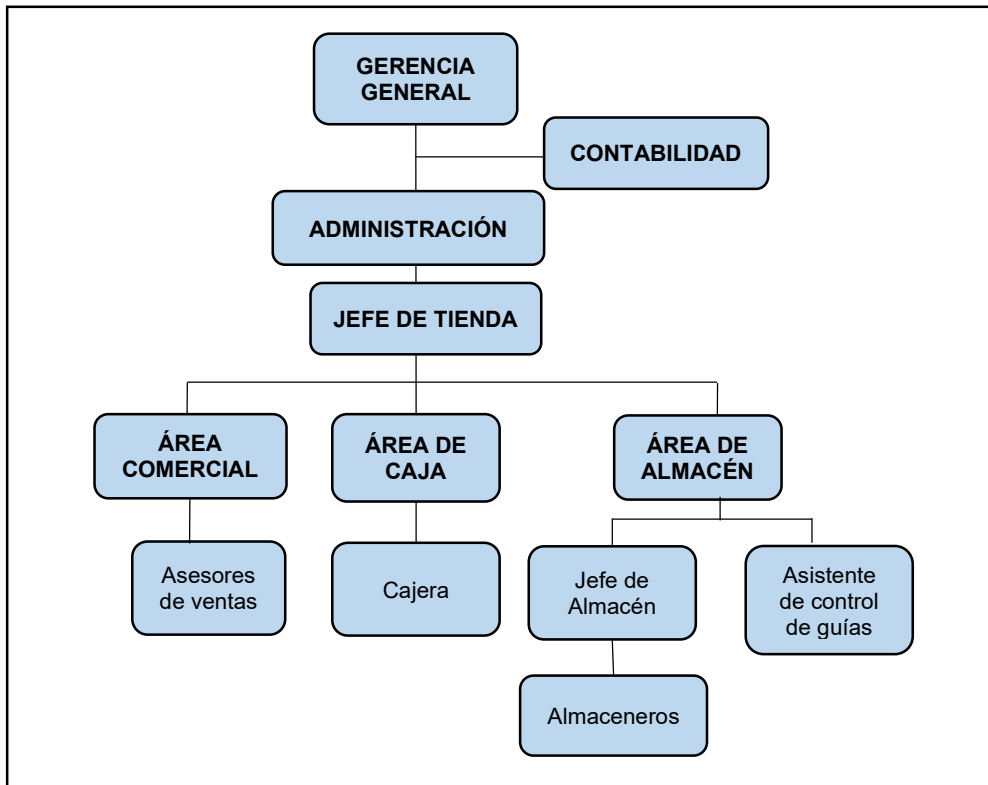 GERENCIA
GENERAL
CONTABILIDAD
ADMINISTRACIÓN
JEFE DE TIENDA
ÁREA
COMERCIAL
ÁREA DE
CAJA
ÁREA DE
ALMACÉN
Asesores
de ventas
Cajera
Jefe de
Almacén
Asistente
de control
de guías
Almaceneros